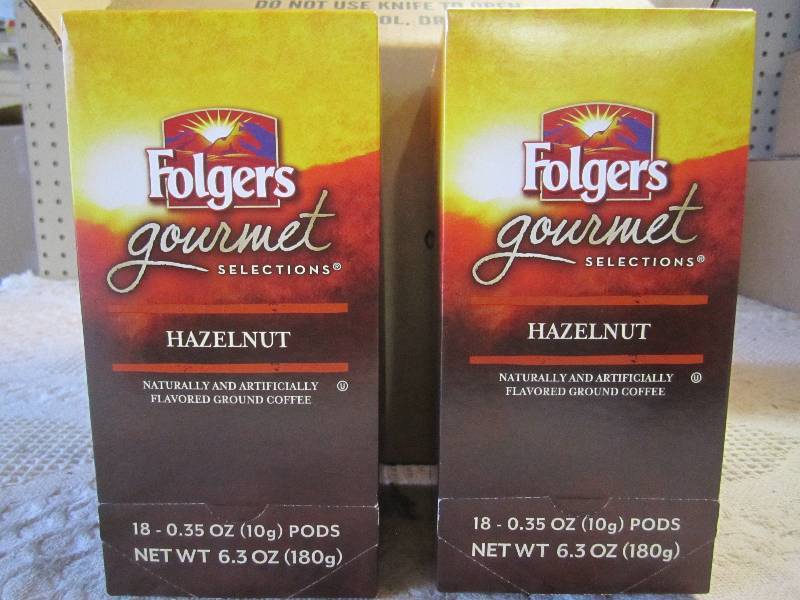 DO NOT USE KNIFE TO OPEN
Folgers
gourmet
SELECTIONS®
HAZELNUT
NATURALLY AND ARTIFICIALLY
FLAVORED GROUND COFFEE
U
18 - 0.35 OZ (10g) PODS
NET WT 6.3 OZ (180g)
Folgers
gourmet
SELECTIONS®
HAZELNUT
NATURALLY AND ARTIFICIALLY
FLAVORED GROUND COFFEE
U
18 - 0.35 OZ (10g) PODS
NET WT 6.3 OZ (180g)